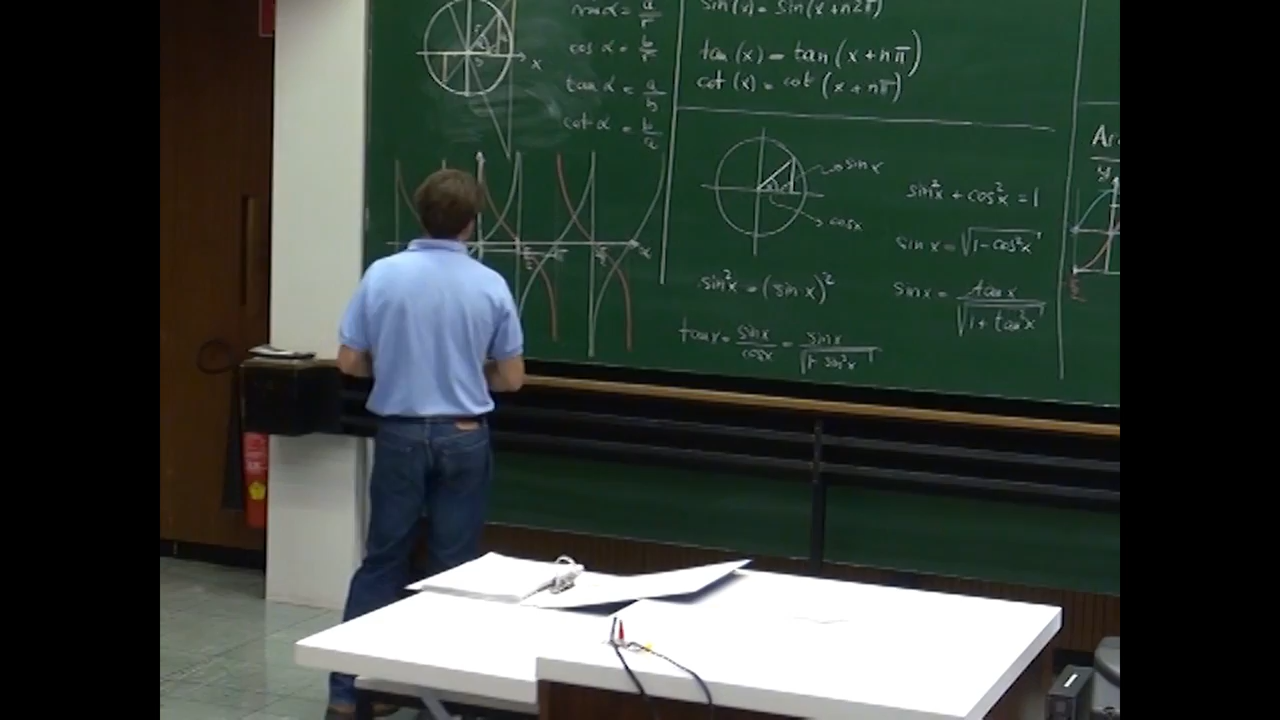 sin α = a/r
cos α = b/r
tan α = a/b
cot α = b/a
x
x
sin(x) = sin(x+n2π)
tan(x) = tan(x+nπ)
cot(x) = cot(x+nπ)
sin x
cos x
sin²x + cos²x = 1
sin x = √(1-cos²x)
sin²x = (sin x)²
sin x = tan x / √(1+tan²x)
tan x = sin x / cos x = sin x / √(1-sin²x)
y